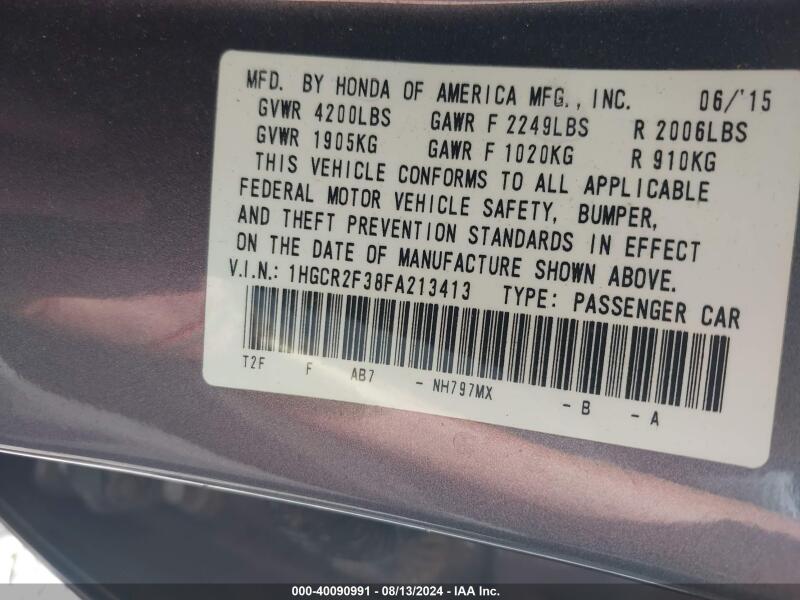 MFD. BY HONDA OF AMERICA MFG., INC. 06/'15
GVWR 4200LBS GAWR F 2249LBS R 2006LBS
GVWR 1905KG GAWR F 1020KG R 910KG
THIS VEHICLE CONFORMS TO ALL APPLICABLE
FEDERAL MOTOR VEHICLE SAFETY, BUMPER,
AND THEFT PREVENTION STANDARDS IN EFFECT
ON THE DATE OF MANUFACTURE SHOWN ABOVE.
V.I.N.: 1HGCR2F38FA213413 TYPE: PASSENGER CAR
T2F F AB7 - NH797MX - B - A
000-40090991 - 08/13/2024 - IAA Inc.